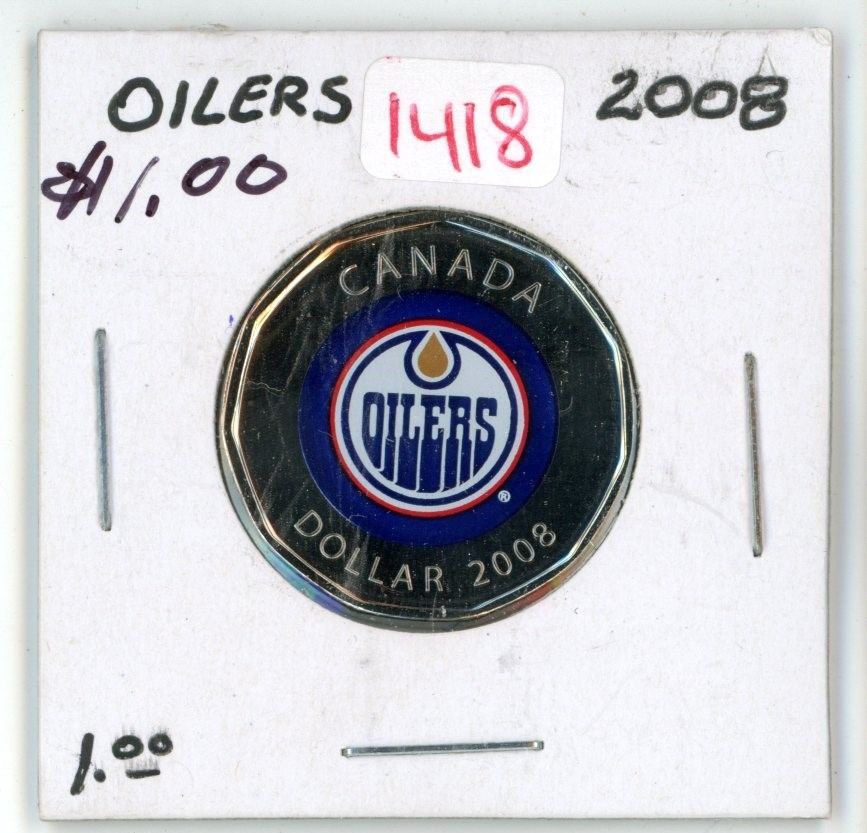 OILERS 1418 2008
$1.00
CANADA
OILERS
®
DOLLAR 2008
1.00